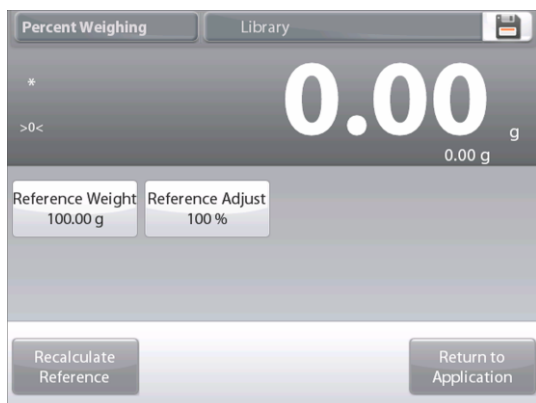 Percent Weighing
Library
*
>0<
0.00 g
0.00 g
Reference Weight
100.00 g
Reference Adjust
100 %
Recalculate
Reference
Return to
Application